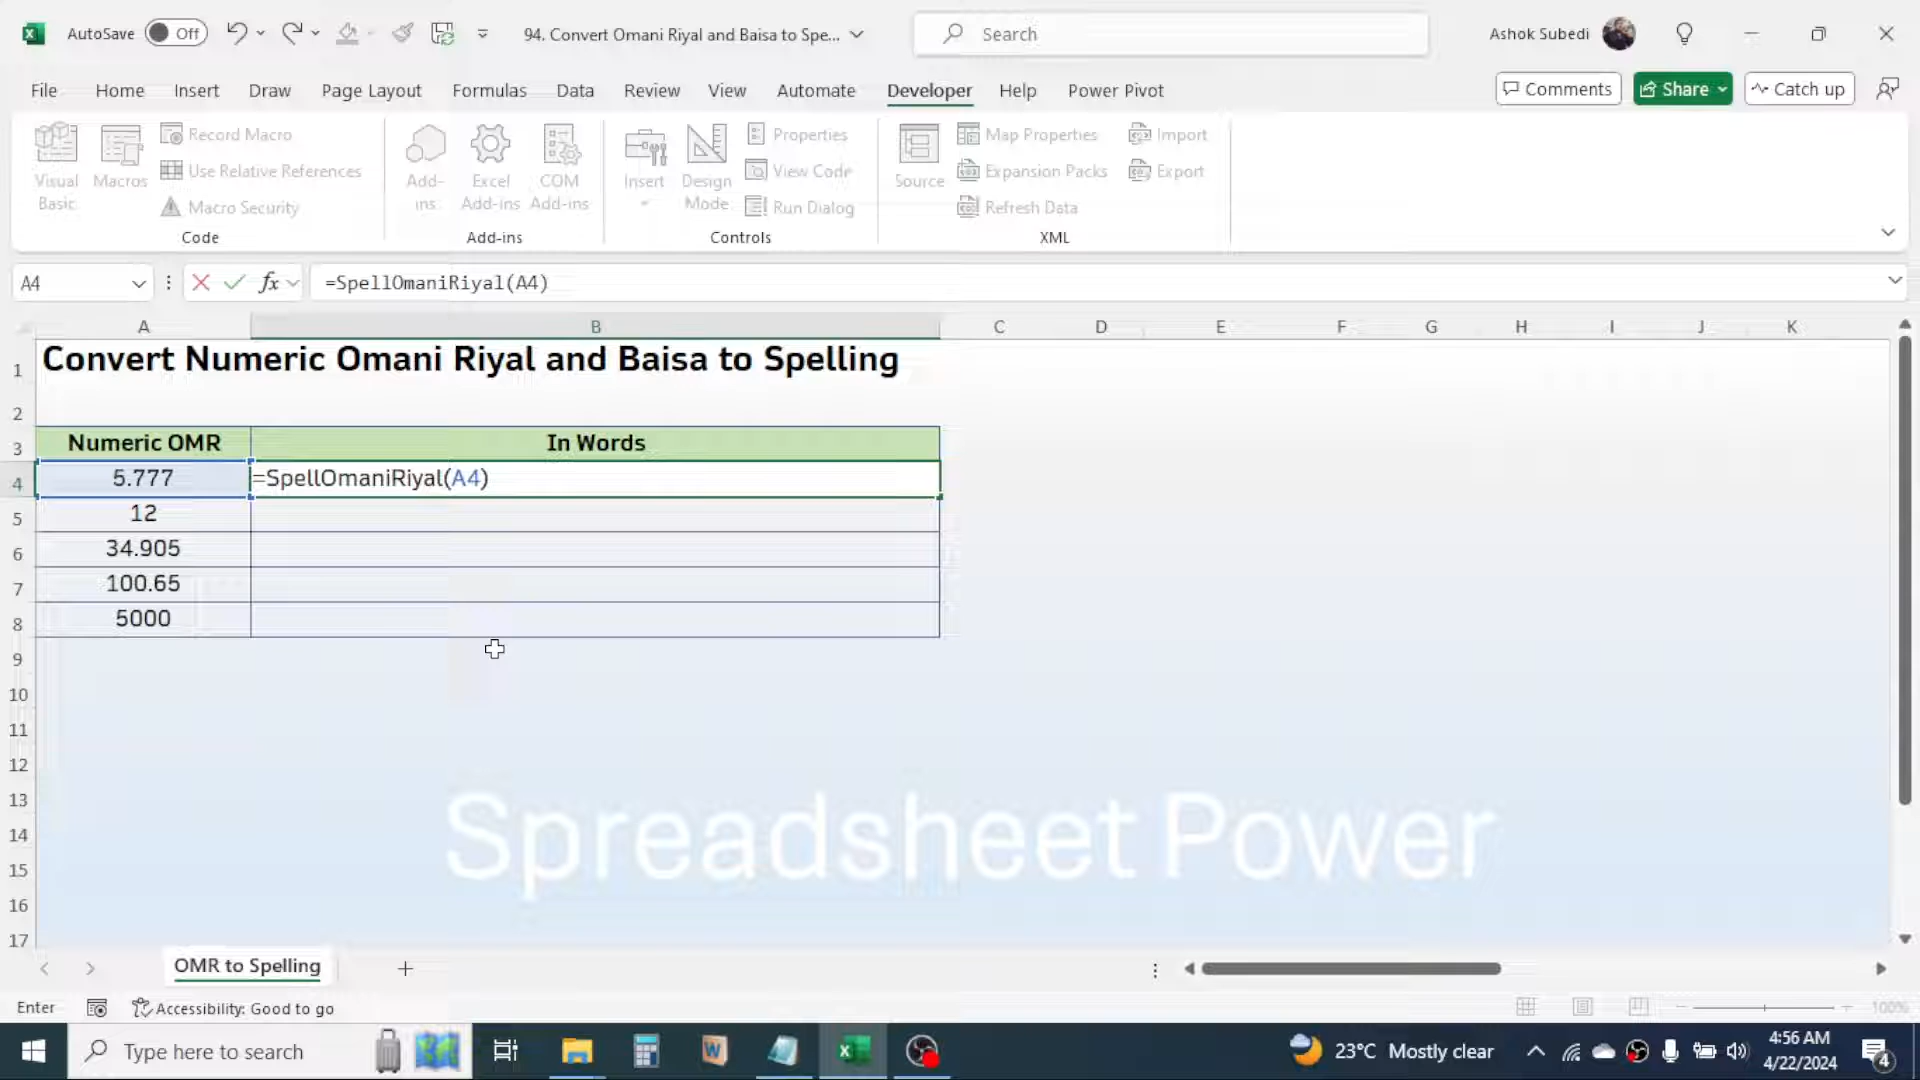 AutoSave Off 94. Convert Omani Riyal and Baisa to Spe... Search Ashok Subedi
File Home Insert Draw Page Layout Formulas Data Review View Automate Developer Help Power Pivot Comments Share Catch up
Visual Basic
Macros
Record Macro
Use Relative References
Macro Security
Code
Add-ins
Excel Add-ins
COM Add-ins
Add-ins
Insert
Design Mode
Properties
View Code
Run Dialog
Controls
Source
Map Properties
Expansion Packs
Refresh Data
Import
Export
XML
A4 fx =SpellOmaniRiyal(A4)
A B C D E F G H I J K
1 Convert Numeric Omani Riyal and Baisa to Spelling
2
3 Numeric OMR In Words
4 5.777 =SpellOmaniRiyal(A4)
5 12
6 34.905
7 100.65
8 5000
9
10
11
12
13
14
15
16
17
Spreadsheet Power
OMR to Spelling
Enter Accessibility: Good to go 100%
Type here to search 23°C Mostly clear 4:56 AM
4/22/2024 4